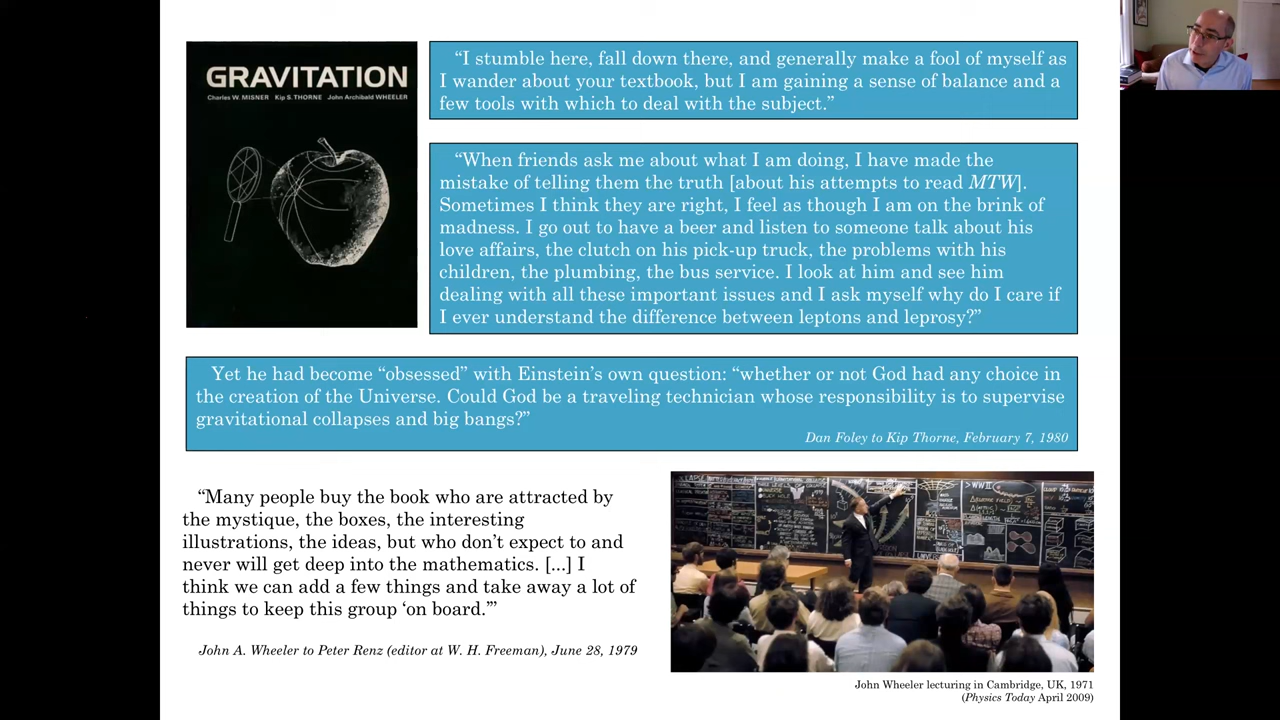 GRAVITATION
Charles W. MISNER Kip S. THORNE John Archibald WHEELER
“I stumble here, fall down there, and generally make a fool of myself as
I wander about your textbook, but I am gaining a sense of balance and a
few tools with which to deal with the subject.”
“When friends ask me about what I am doing, I have made the
mistake of telling them the truth [about his attempts to read MTW].
Sometimes I think they are right, I feel as though I am on the brink of
madness. I go out to have a beer and listen to someone talk about his
love affairs, the clutch on his pick-up truck, the problems with his
children, the plumbing, the bus service. I look at him and see him
dealing with all these important issues and I ask myself why do I care if
I ever understand the difference between leptons and leprosy?”
Yet he had become “obsessed” with Einstein’s own question: “whether or not God had any choice in
the creation of the Universe. Could God be a traveling technician whose responsibility is to supervise
gravitational collapses and big bangs?”
Dan Foley to Kip Thorne, February 7, 1980
“Many people buy the book who are attracted by
the mystique, the boxes, the interesting
illustrations, the ideas, but who don’t expect to and
never will get deep into the mathematics. [...] I
think we can add a few things and take away a lot of
things to keep this group ‘on board.’”
John A. Wheeler to Peter Renz (editor at W. H. Freeman), June 28, 1979
John Wheeler lecturing in Cambridge, UK, 1971
(Physics Today April 2009)